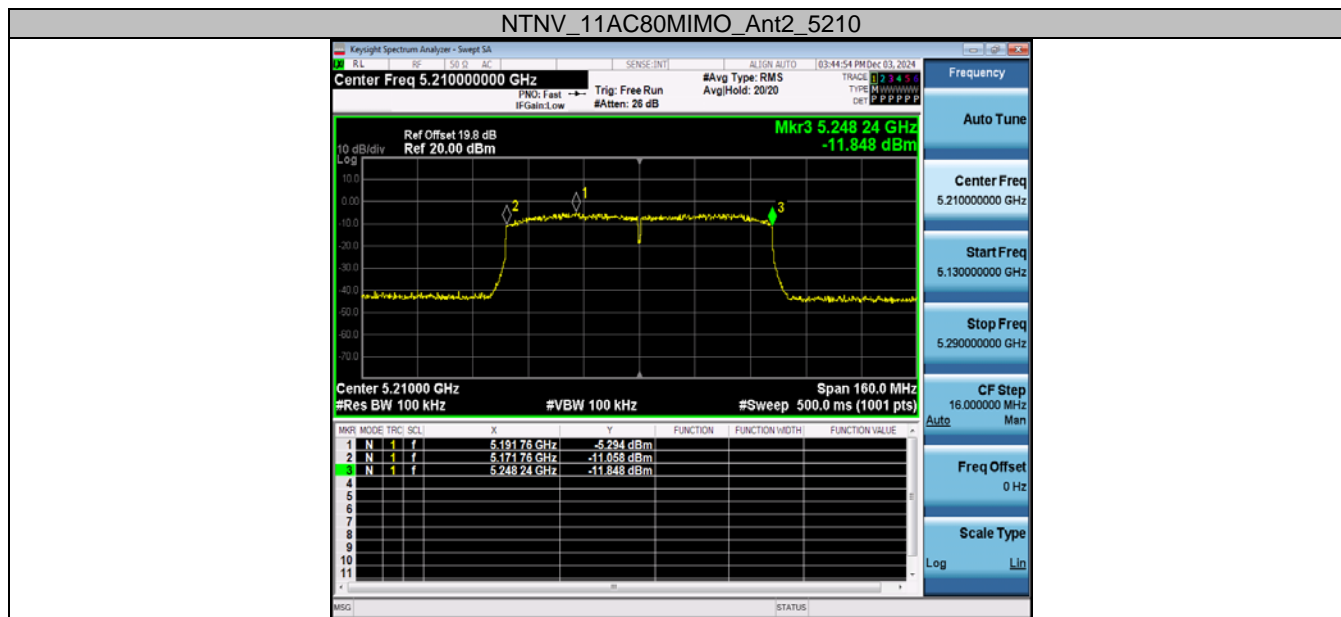 NTNV_11AC80MIMO_Ant2_5210
Keysight Spectrum Analyzer - Swept SA
RL RF 50 Ω AC SENSE:INT ALIGN AUTO 03:44:54 PM Dec 03, 2024
Center Freq 5.210000000 GHz
PNO: Fast
IFGain:Low
Trig: Free Run
#Atten: 26 dB
#Avg Type: RMS
Avg|Hold: 20/20
TRACE 1 2 3 4 5 6
TYPE M WWWWW
DET P P P P P P
Frequency
Auto Tune
Center Freq
5.210000000 GHz
Start Freq
5.130000000 GHz
Stop Freq
5.290000000 GHz
CF Step
16.000000 MHz
Auto Man
Freq Offset
0 Hz
Scale Type
Log Lin
Mkr3 5.248 24 GHz
-11.848 dBm
Ref Offset 19.8 dB
10 dB/div Ref 20.00 dBm
Log
10.0
0.00
-10.0
-20.0
-30.0
-40.0
-50.0
-60.0
-70.0
2
1
3
Center 5.21000 GHz Span 160.0 MHz
#Res BW 100 kHz #VBW 100 kHz #Sweep 500.0 ms (1001 pts)
MKR MODE TRC SCL X Y FUNCTION FUNCTION WIDTH FUNCTION VALUE
1 N 1 f 5.191 76 GHz -5.294 dBm
2 N 1 f 5.171 76 GHz -11.058 dBm
3 N 1 f 5.248 24 GHz -11.848 dBm
4
5
6
7
8
9
10
11
MSG STATUS